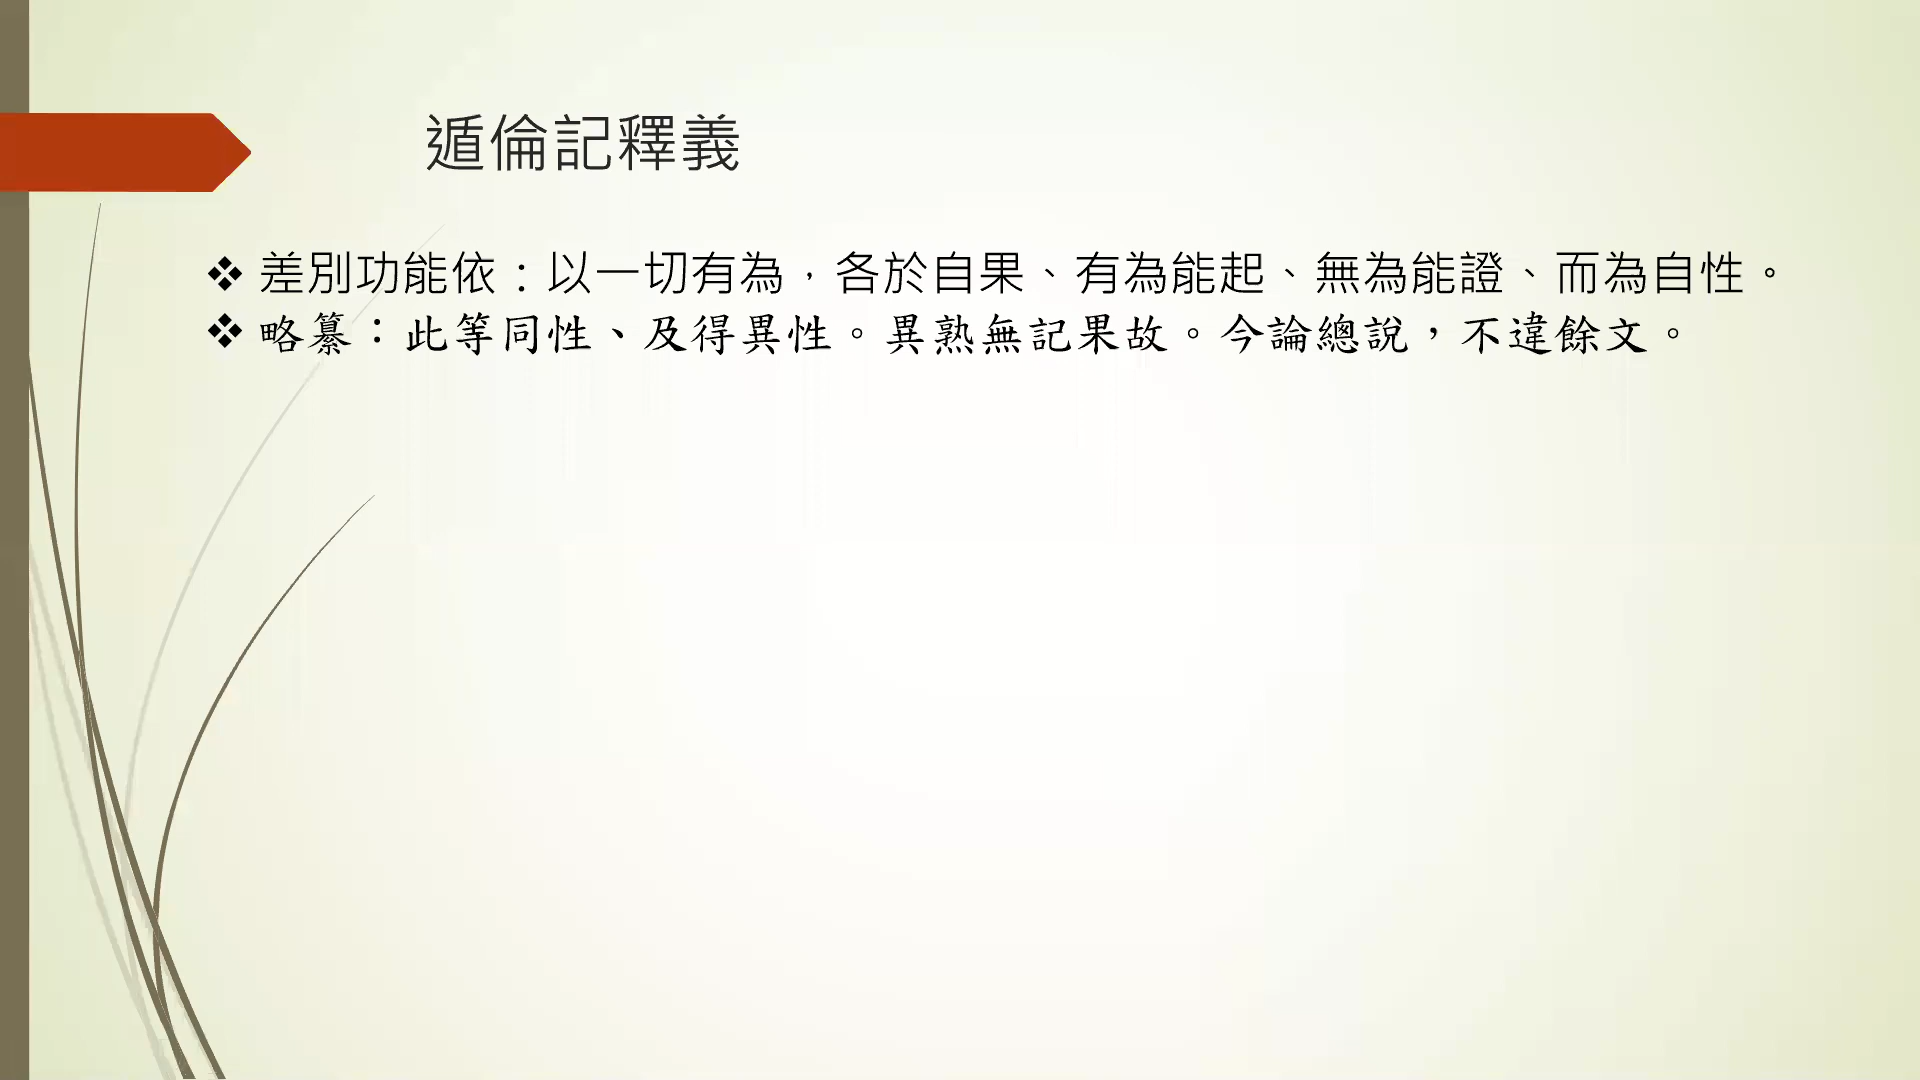 遁倫記釋義
❖ 差別功能依：以一切有為，各於自果、有為能起、無為能證、而為自性。
❖ 略纂：此等同性、及得異性。異熟無記果故。今論總說，不違餘文。